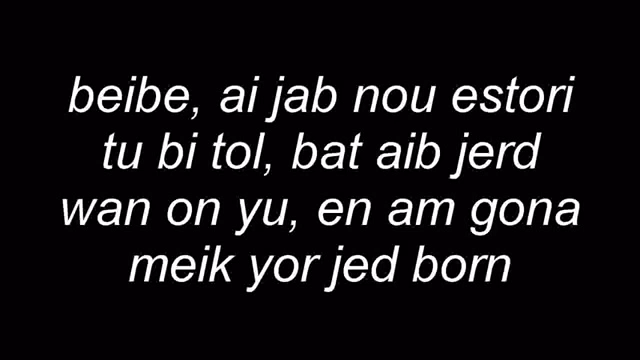 beibe, ai jab nou estori
tu bi tol, bat aib jerd
wan on yu, en am gona
meik yor jed born